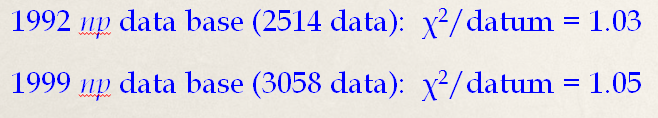 1992 np data base (2514 data): χ²/datum = 1.03
1999 np data base (3058 data): χ²/datum = 1.05